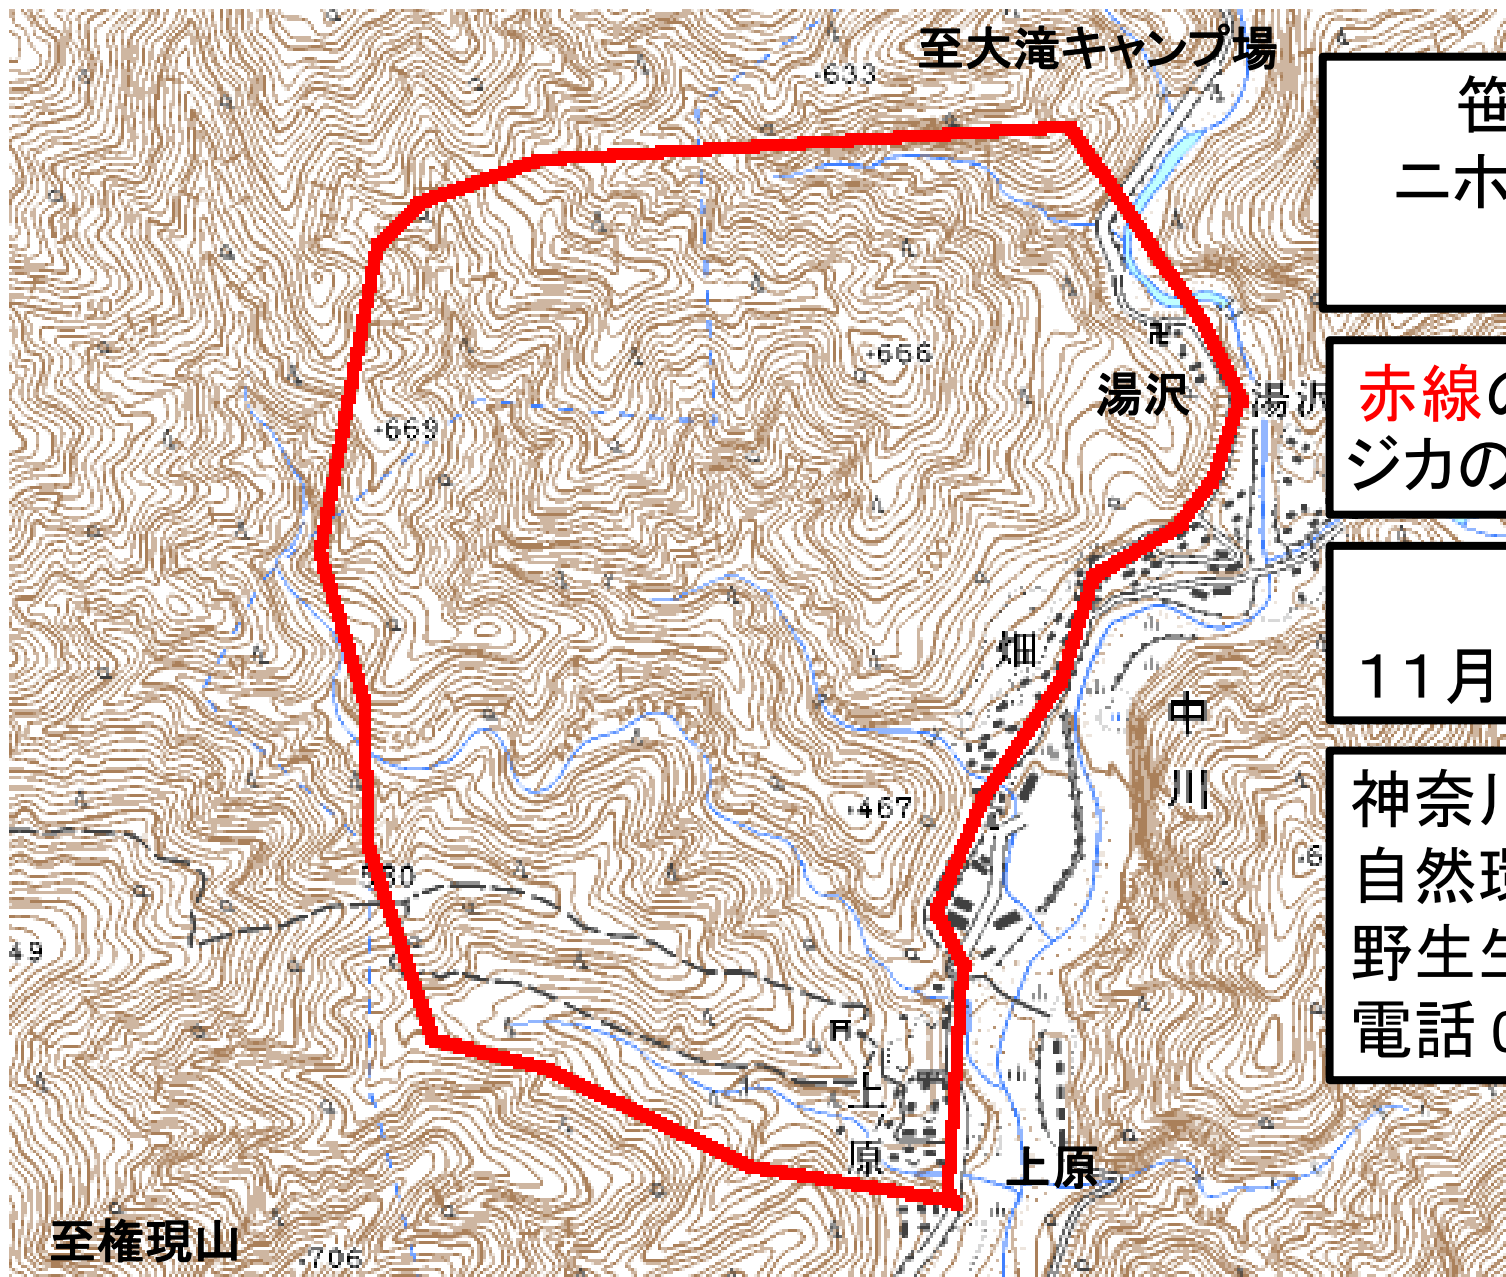 至大滝キャンプ場
633
笹
ニホ
666
湯沢
湯沢
赤線の
ジカの
669
畑
11月
中川
467
神奈川
自然環
野生生
電話0
530
49
上原
上原
至権現山
706